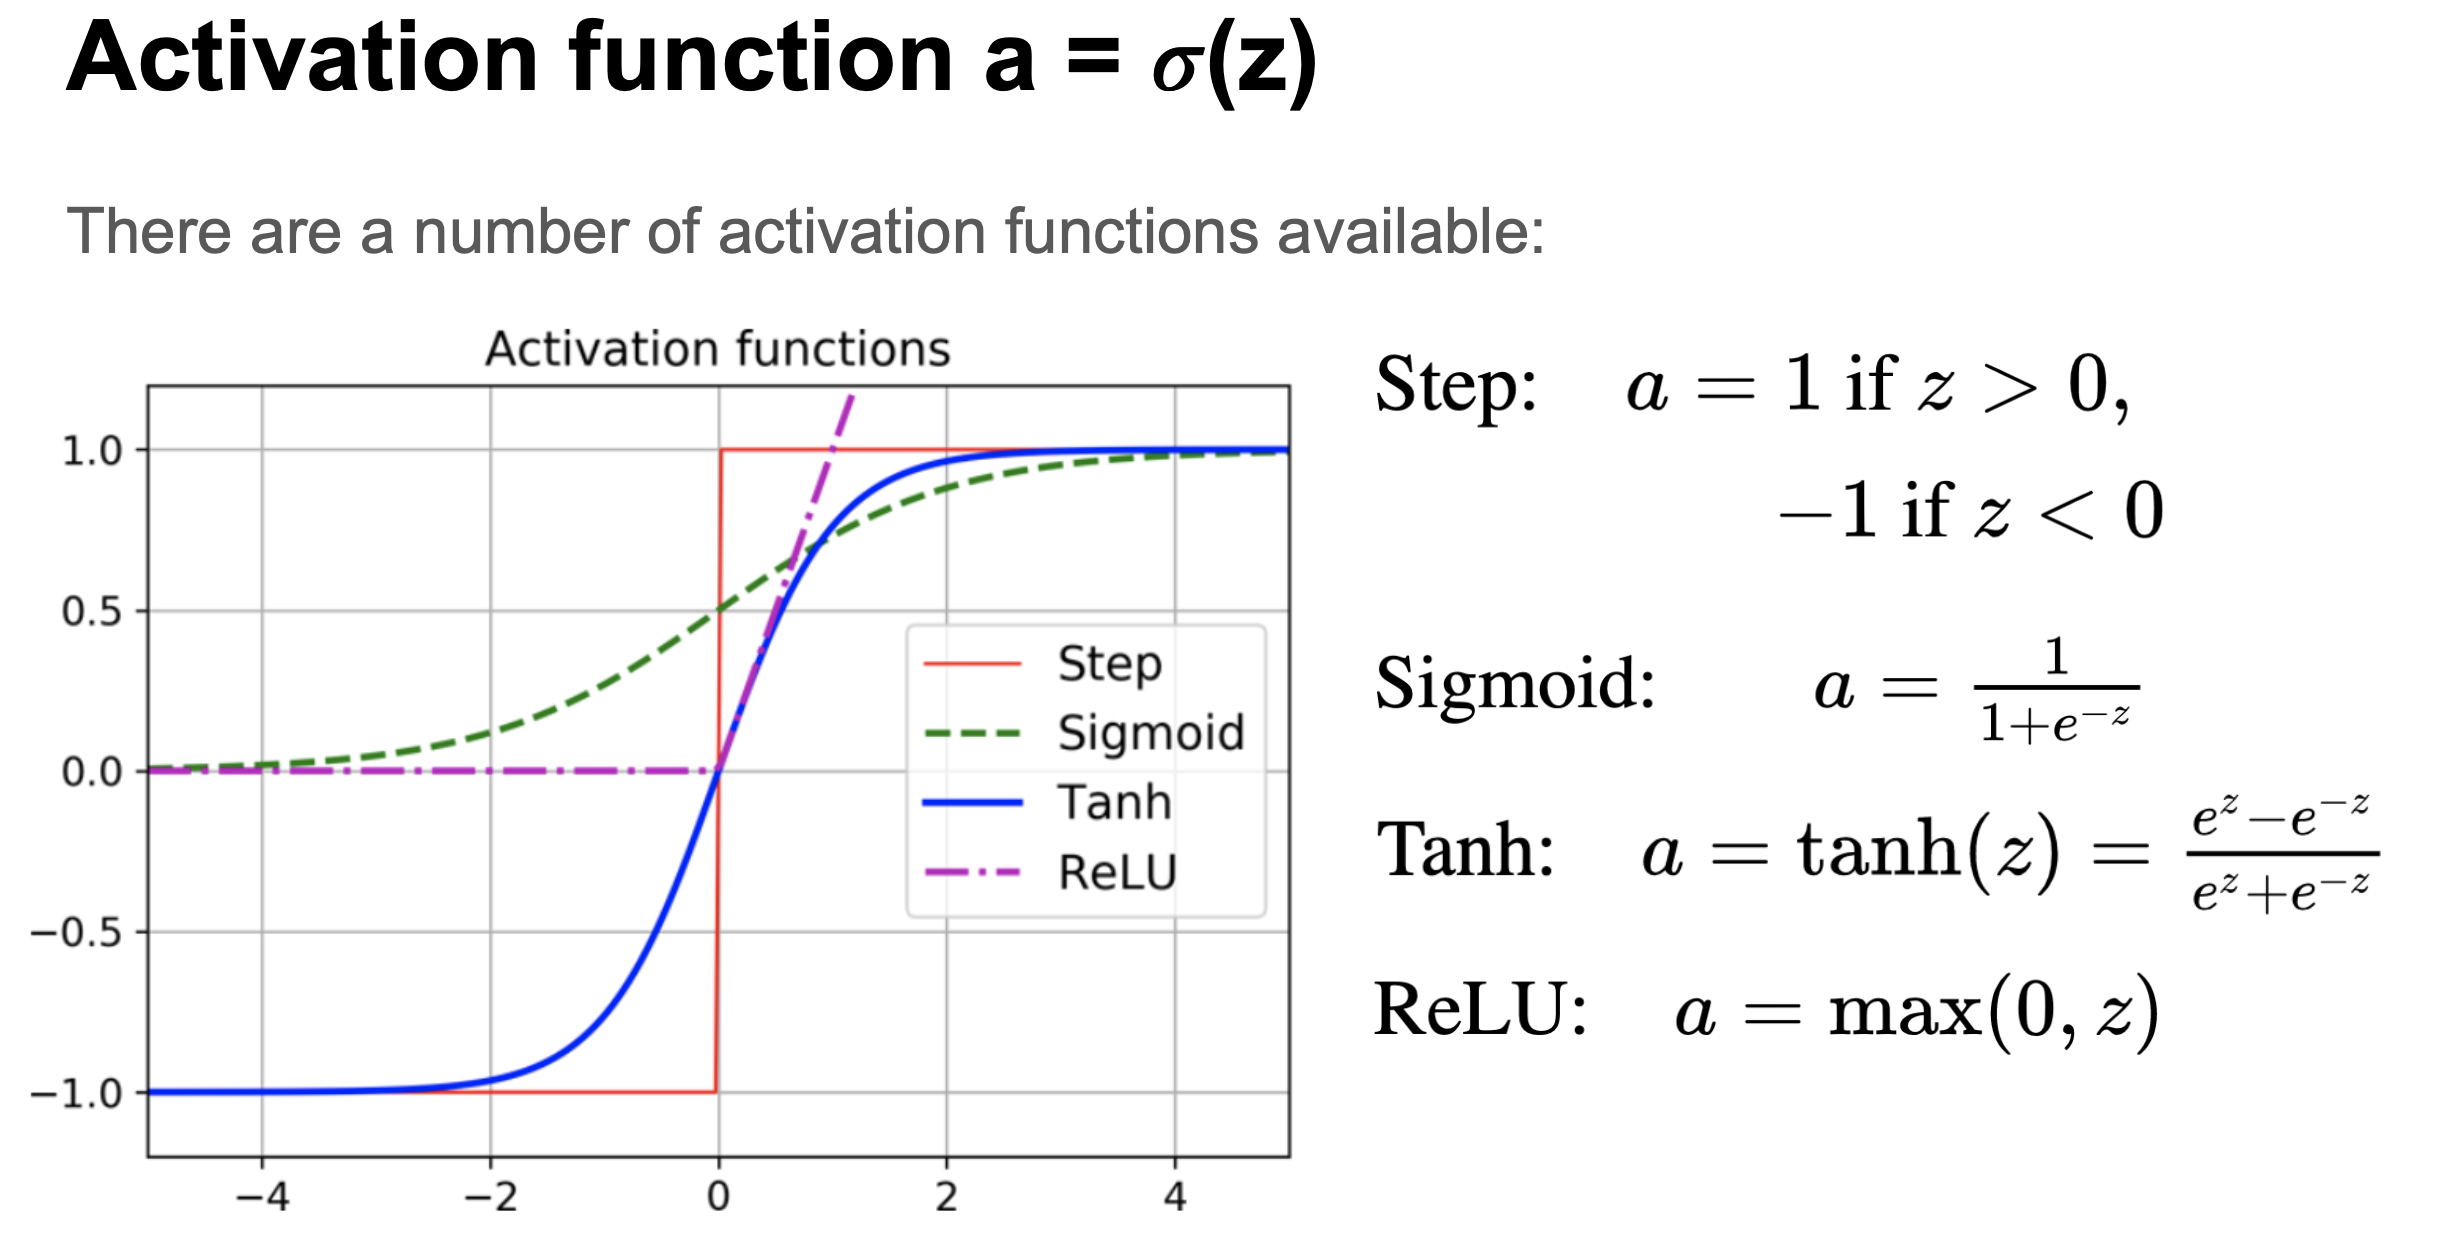 Activation function a = σ(z)
There are a number of activation functions available:
Activation functions
1.0
0.5
0.0
−0.5
−1.0
−4 −2 0 2 4
Step
Sigmoid
Tanh
ReLU
Step: a = 1 if z > 0,
−1 if z < 0
Sigmoid: a = \frac{1}{1+e^{−z}}
Tanh: a = tanh(z) = \frac{e^{z}−e^{−z}}{e^{z}+e^{−z}}
ReLU: a = max(0, z)